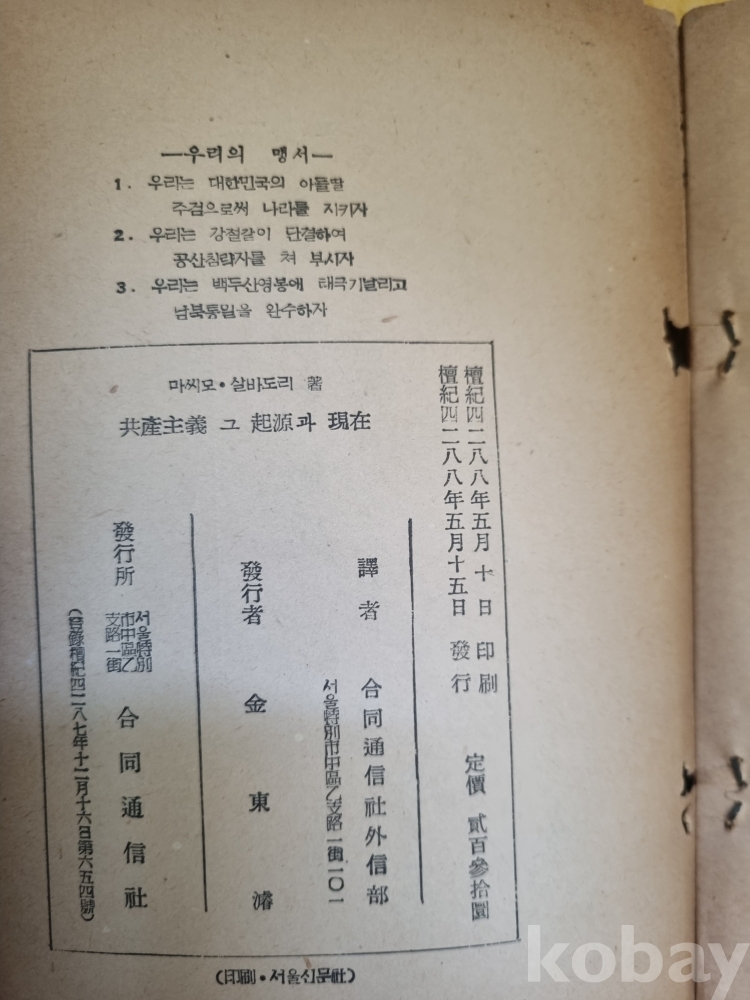 —우리의 맹서—
1. 우리는 대한민국의 아들딸
주검으로써 나라를 지키자
2. 우리는 강철같이 단결하여
공산침략자를 쳐 부시자
3. 우리는 백두산영봉에 태극기날리고
남북통일을 완수하자
마씨모·살바도리 著
共產主義 그 起源과 現在
檀紀四二八八年五月十日 印刷
檀紀四二八八年五月十五日 發行
定價 貳百參拾圜
譯者 合同通信社外信部
서울特別市中區乙支路一街一〇一
發行者 金東濬
發行所
서울特別
市中區乙
支路一街
合同通信社
(登錄檀紀四二八七年十二月十六日第六五四號)
(印刷·서울신문社)
kobay